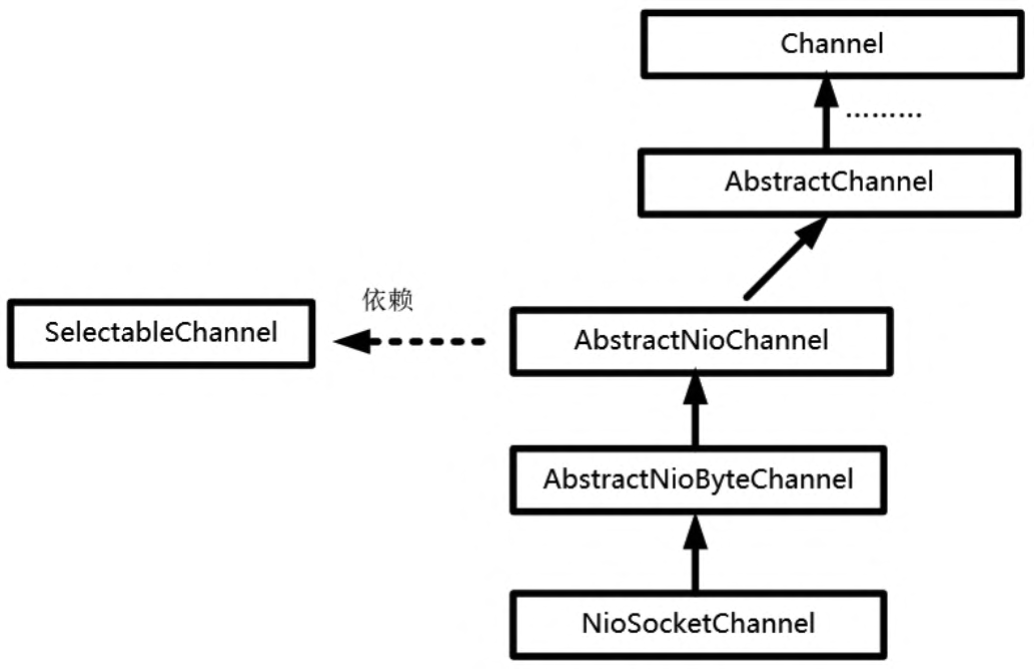 Channel
………
AbstractChannel
依赖
SelectableChannel
AbstractNioChannel
AbstractNioByteChannel
NioSocketChannel